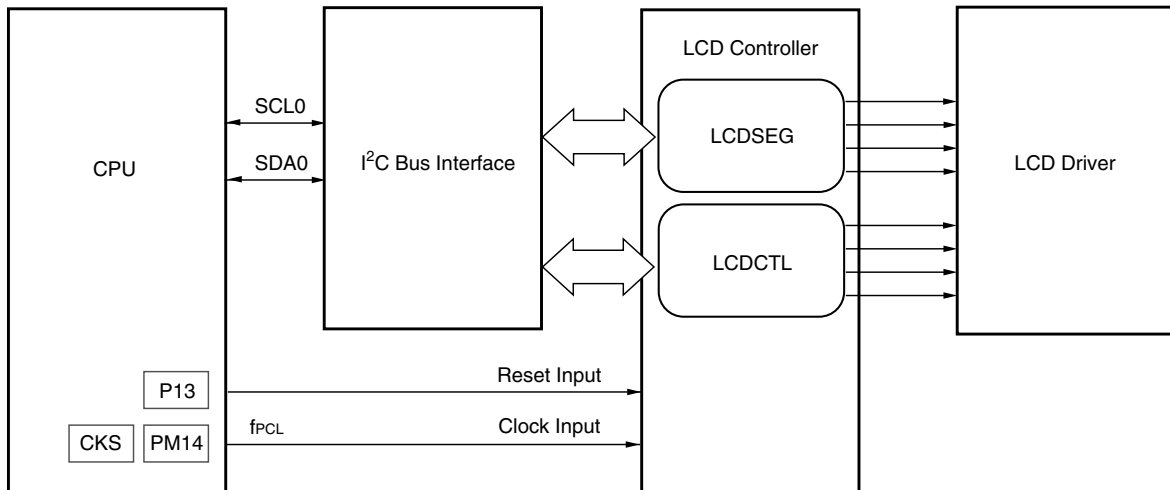 CPU
SCL0
SDA0
I²C Bus Interface
LCD Controller
LCDSEG
LCDCTL
LCD Driver
P13
Reset Input
CKS
PM14
fPCL
Clock Input